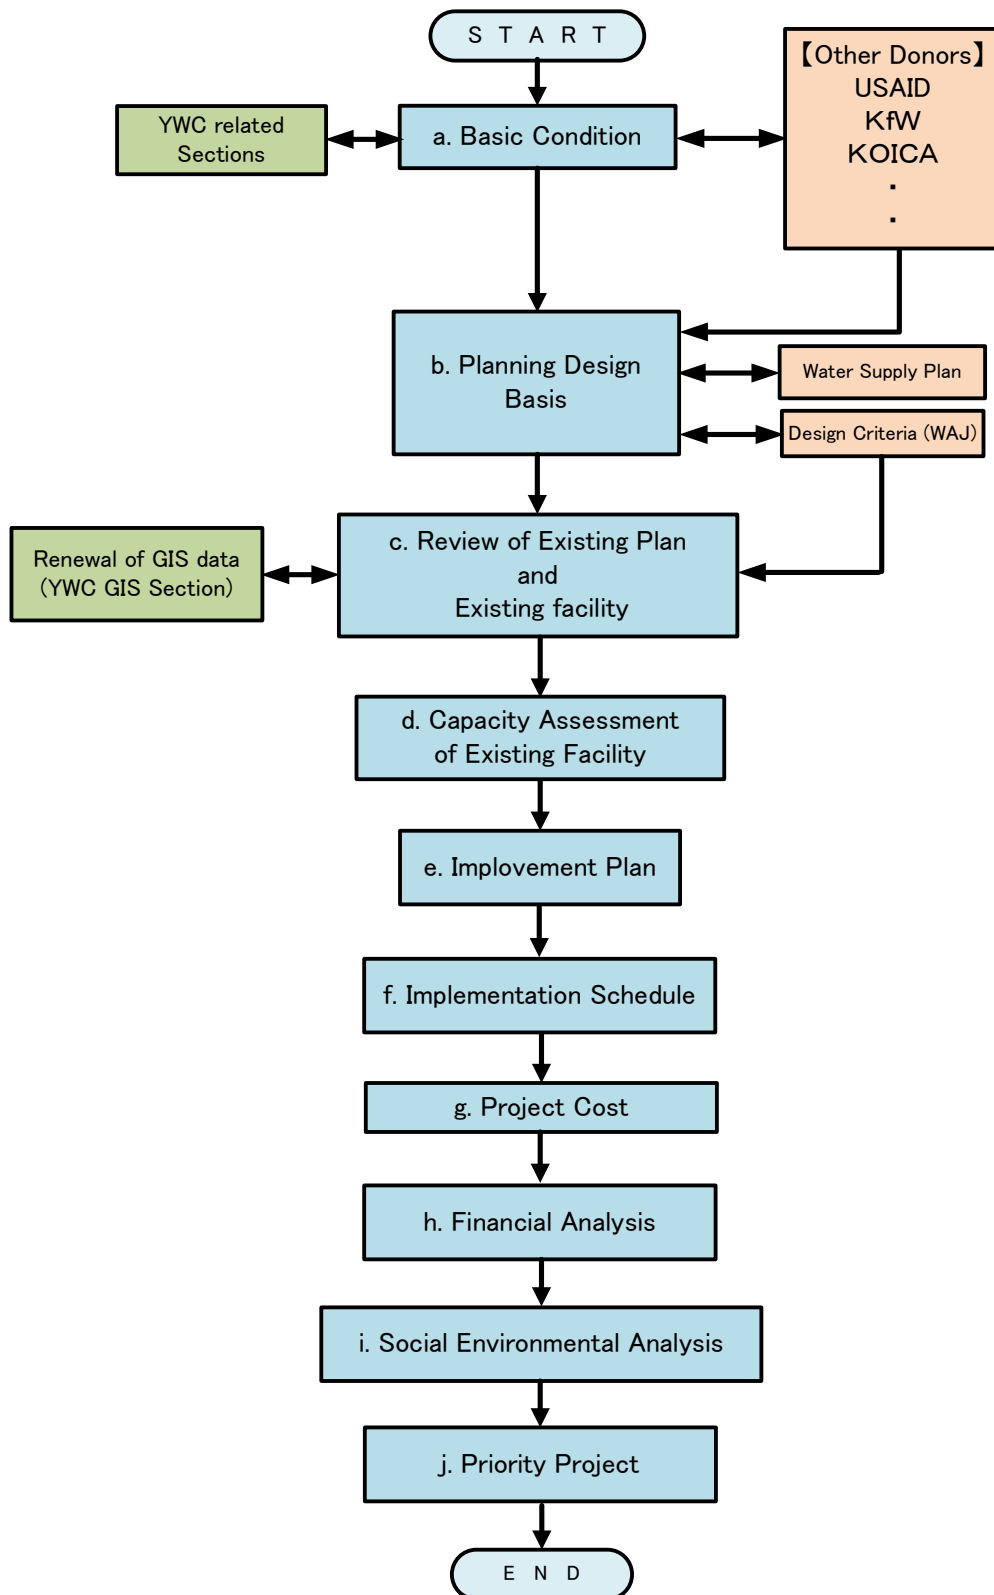 S T A R T
【Other Donors】
USAID
KfW
KOICA
・
・
YWC related
Sections
a. Basic Condition
b. Planning Design
Basis
Water Supply Plan
Design Criteria (WAJ)
c. Review of Existing Plan
and
Existing facility
Renewal of GIS data
(YWC GIS Section)
d. Capacity Assessment
of Existing Facility
e. Implovement Plan
f. Implementation Schedule
g. Project Cost
h. Financial Analysis
i. Social Environmental Analysis
j. Priority Project
E N D